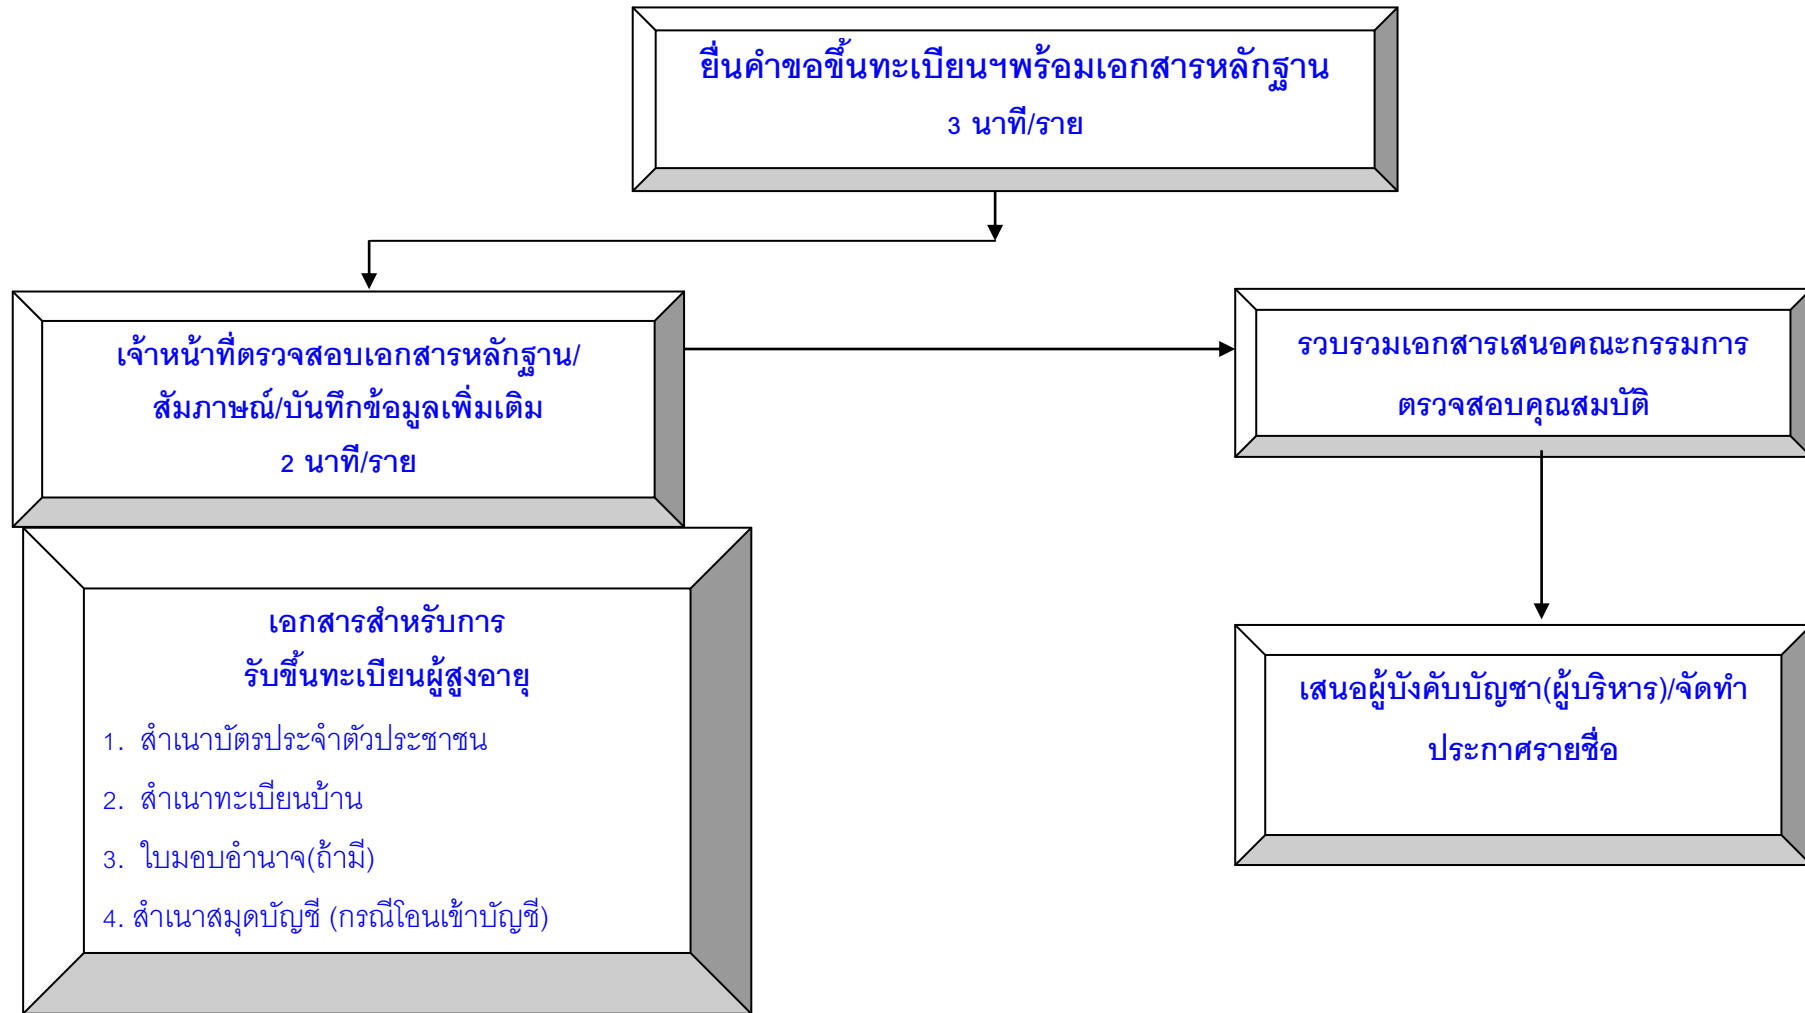 ยื่นคำขอขึ้นทะเบียนฯพร้อมเอกสารหลักฐาน
3 นาที/ราย
เจ้าหน้าที่ตรวจสอบเอกสารหลักฐาน/
สัมภาษณ์/บันทึกข้อมูลเพิ่มเติม
2 นาที/ราย
รวบรวมเอกสารเสนอคณะกรรมการ
ตรวจสอบคุณสมบัติ
เอกสารสำหรับการ
รับขึ้นทะเบียนผู้สูงอายุ
1. สำเนาบัตรประจำตัวประชาชน
2. สำเนาทะเบียนบ้าน
3. ใบมอบอำนาจ(ถ้ามี)
4. สำเนาสมุดบัญชี (กรณีโอนเข้าบัญชี)
เสนอผู้บังคับบัญชา(ผู้บริหาร)/จัดทำ
ประกาศรายชื่อ